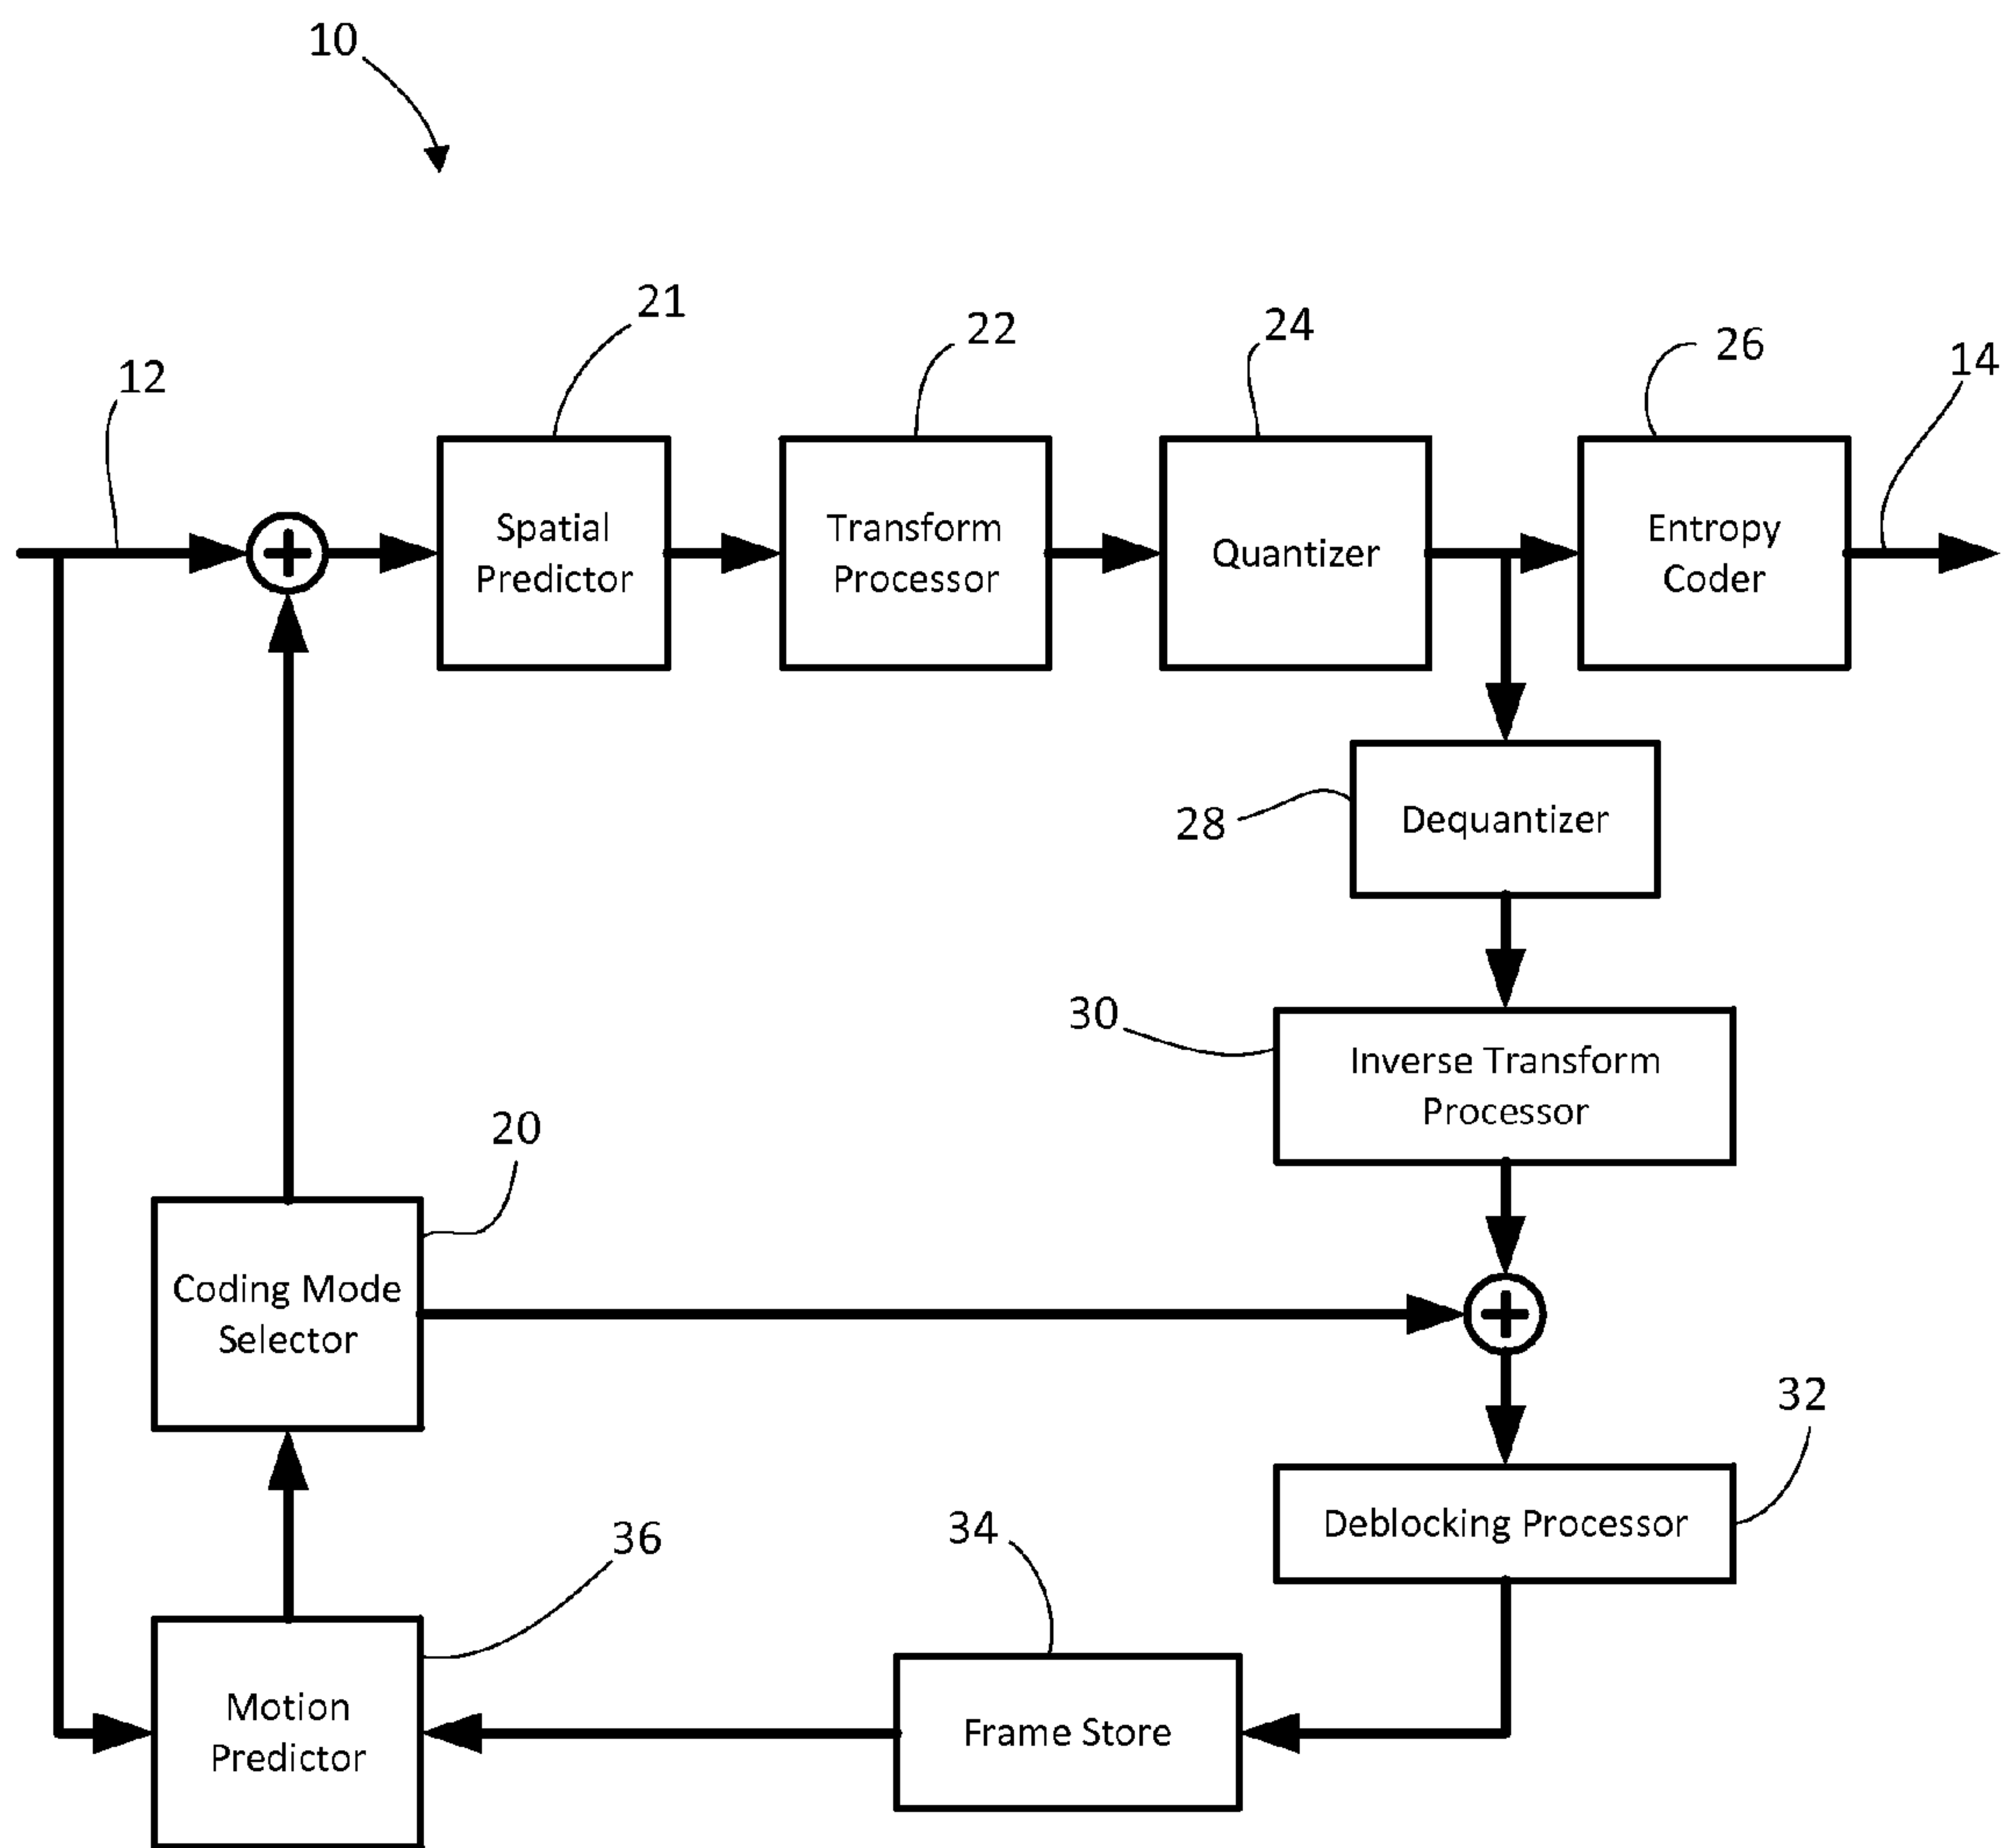 10
21
22
24
26
14
12
Spatial
Predictor
Transform
Processor
Quantizer
Entropy
Coder
28
Dequantizer
30
Inverse Transform
Processor
20
Coding Mode
Selector
32
Deblocking Processor
34
36
Motion
Predictor
Frame Store